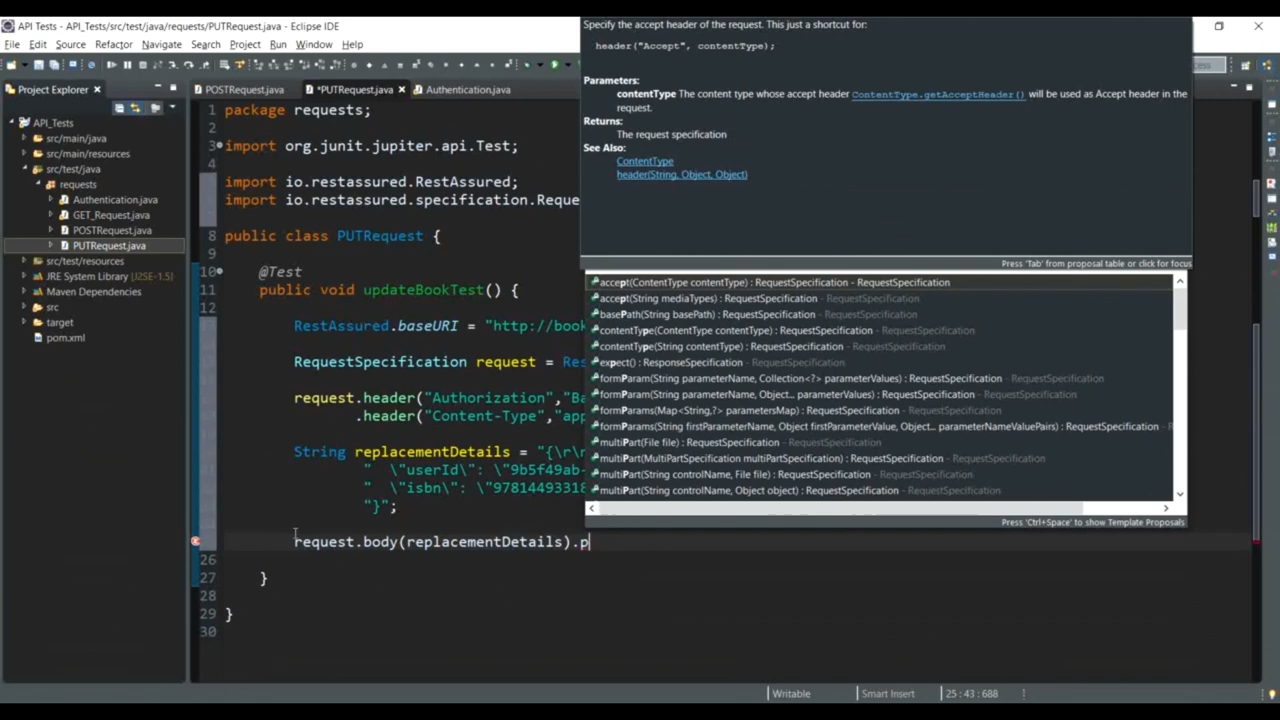 API Tests - API_Tests/src/test/java/requests/PUTRequest.java - Eclipse IDE
File Edit Source Refactor Navigate Search Project Run Window Help
Project Explorer
POSTRequest.java
*PUTRequest.java
Authentication.java
API_Tests
src/main/java
src/main/resources
src/test/java
requests
Authentication.java
GET_Request.java
POSTRequest.java
PUTRequest.java
src/test/resources
JRE System Library [J2SE-1.5]
Maven Dependencies
src
target
pom.xml
1 package requests;
2
3 import org.junit.jupiter.api.Test;
4
import io.restassured.RestAssured;
import io.restassured.specification.Reque
8 public class PUTRequest {
9
10 @Test
11 public void updateBookTest() {
12
RestAssured.baseURI = "http://book
RequestSpecification request = Res
request.header("Authorization","Ba
.header("Content-Type","app
String replacementDetails = "{\r\n
" \"userId\": \"9b5f49ab-
" \"isbn\": \"97814493318
"}";
request.body(replacementDetails).p
26
27 }
28
29 }
30
Specify the accept header of the request. This just a shortcut for:
header("Accept", contentType);
Parameters:
contentType The content type whose accept header ContentType.getAcceptHeader() will be used as Accept header in the
request.
Returns:
The request specification
See Also:
ContentType
header(String, Object, Object)
Press 'Tab' from proposal table or click for focus
accept(ContentType contentType) : RequestSpecification - RequestSpecification
accept(String mediaTypes) : RequestSpecification - RequestSpecification
basePath(String basePath) : RequestSpecification - RequestSpecification
contentType(ContentType contentType) : RequestSpecification - RequestSpecification
contentType(String contentType) : RequestSpecification - RequestSpecification
expect() : ResponseSpecification - RequestSpecification
formParam(String parameterName, Collection<?> parameterValues) : RequestSpecification - RequestSpecification
formParam(String parameterName, Object... parameterValues) : RequestSpecification - RequestSpecification
formParams(Map<String,?> parametersMap) : RequestSpecification - RequestSpecification
formParams(String firstParameterName, Object firstParameterValue, Object... parameterNameValuePairs) : RequestSpecification - RequestSpecification
multiPart(File file) : RequestSpecification - RequestSpecification
multiPart(MultiPartSpecification multiPartSpecification) : RequestSpecification - RequestSpecification
multiPart(String controlName, File file) : RequestSpecification - RequestSpecification
multiPart(String controlName, Object object) : RequestSpecification - RequestSpecification
Press 'Ctrl+Space' to show Template Proposals
Writable
Smart Insert
25 : 43 : 688